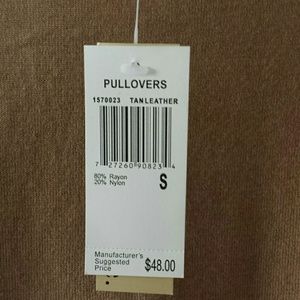 PULLOVERS
1570023 TANLEATHER
7 27260 90823 4
80% Rayon
20% Nylon
S
Manufacturer's
Suggested
Price $48.00